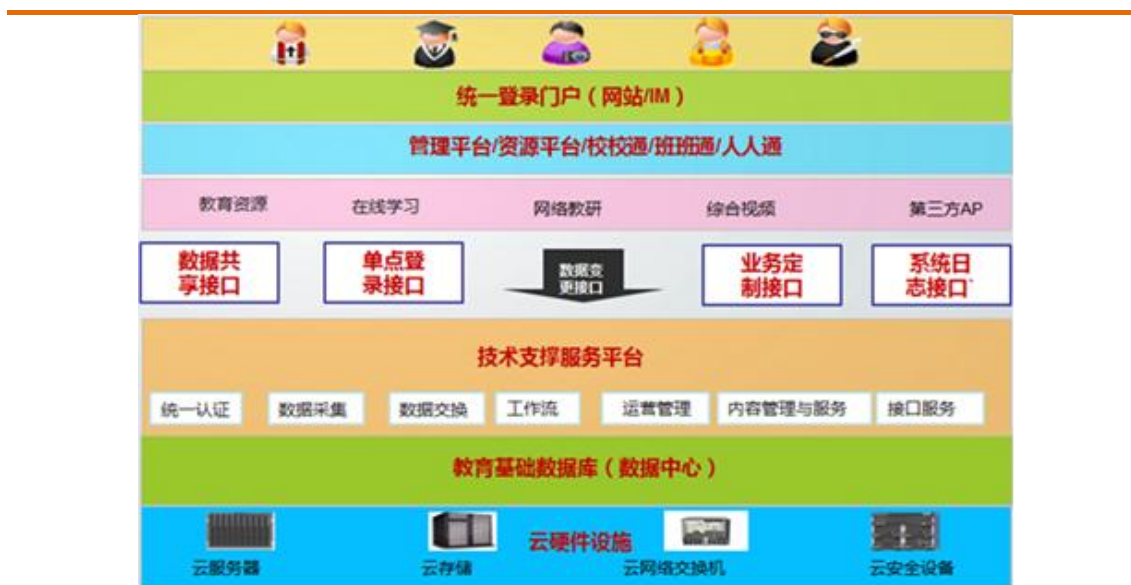 统一登录门户（网站/IM）
管理平台/资源平台/校校通/班班通/人人通
教育资源 在线学习 网络教研 综合视频 第三方AP
数据共
享接口
单点登
录接口
数据变
更接口
业务定
制接口
系统日
志接口
技术支撑服务平台
统一认证 数据采集 数据交换 工作流 运营管理 内容管理与服务 接口服务
教育基础数据库（数据中心）
云硬件设施
云服务器 云存储 云网络交换机 云安全设备